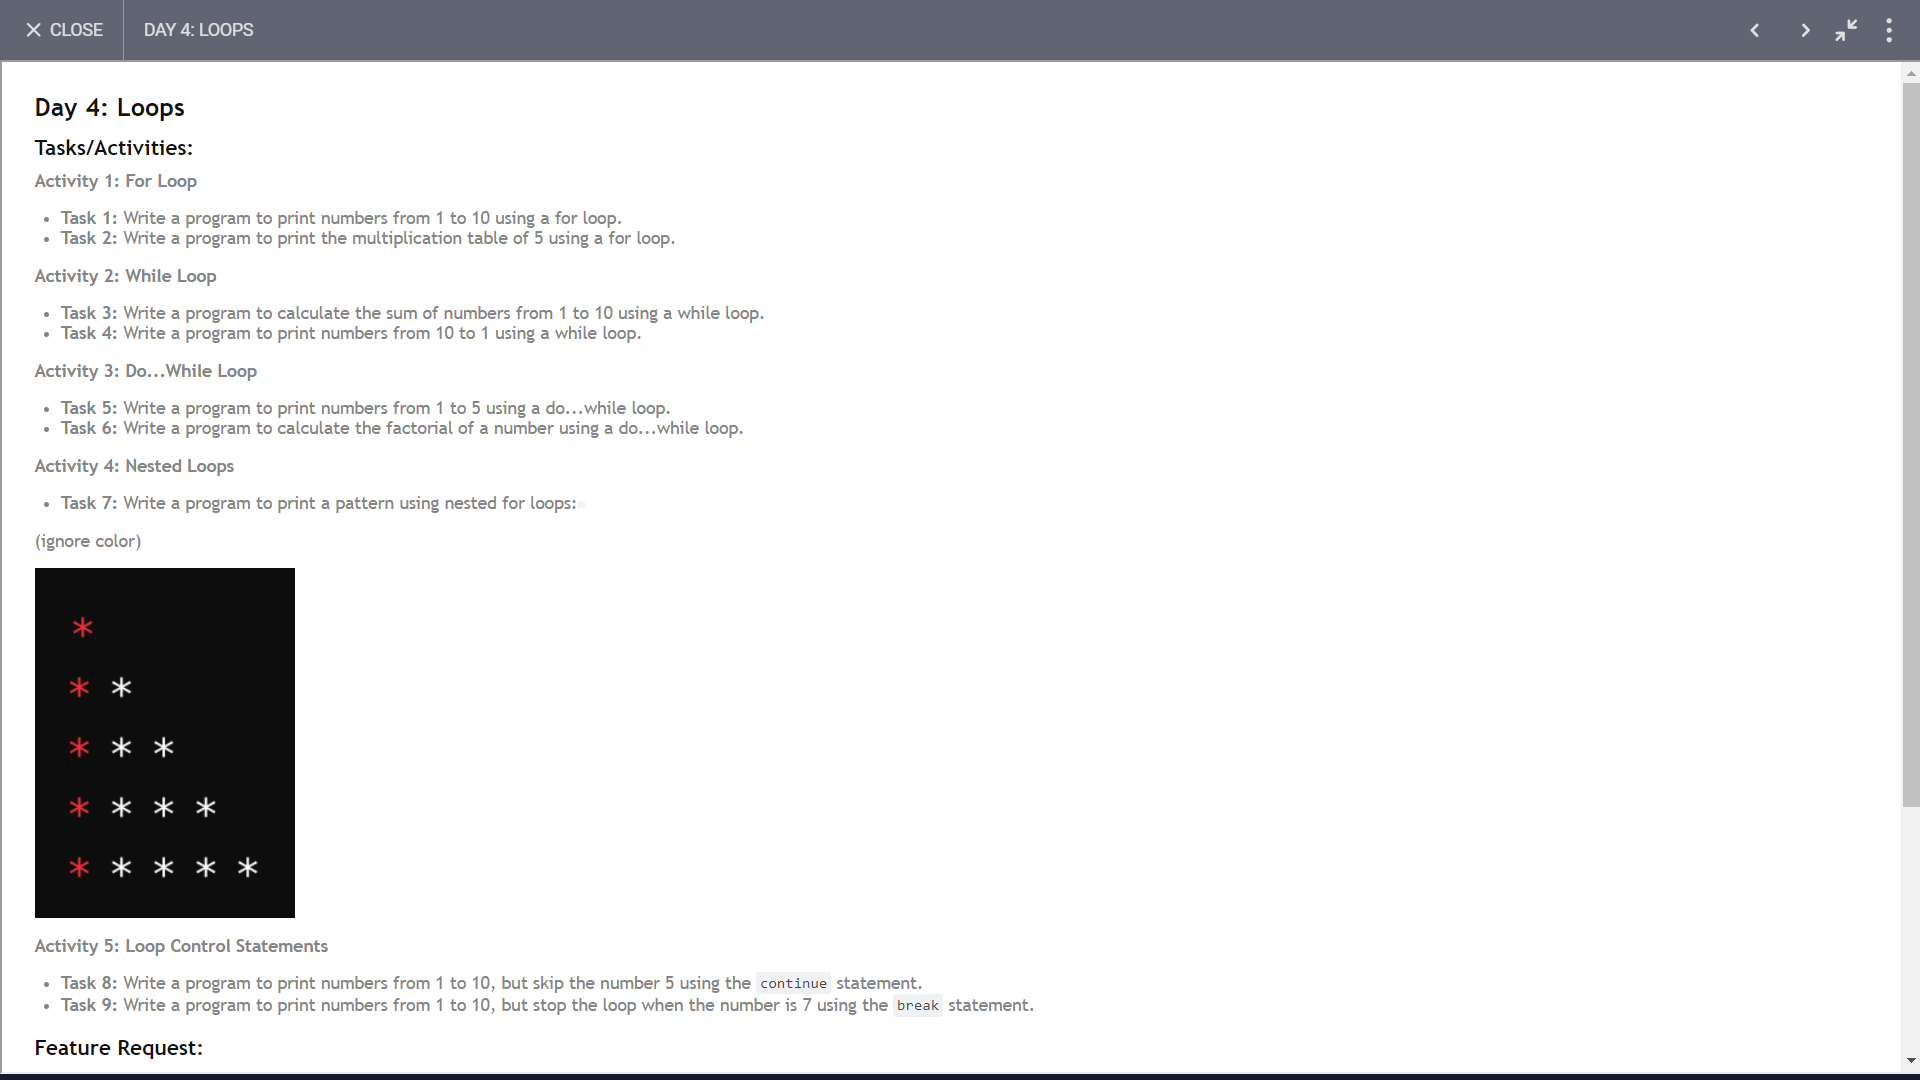 CLOSE
DAY 4: LOOPS
Day 4: Loops
Tasks/Activities:
Activity 1: For Loop
• Task 1: Write a program to print numbers from 1 to 10 using a for loop.
• Task 2: Write a program to print the multiplication table of 5 using a for loop.
Activity 2: While Loop
• Task 3: Write a program to calculate the sum of numbers from 1 to 10 using a while loop.
• Task 4: Write a program to print numbers from 10 to 1 using a while loop.
Activity 3: Do...While Loop
• Task 5: Write a program to print numbers from 1 to 5 using a do...while loop.
• Task 6: Write a program to calculate the factorial of a number using a do...while loop.
Activity 4: Nested Loops
• Task 7: Write a program to print a pattern using nested for loops:
(ignore color)
*
* *
* * *
* * * *
* * * * *
Activity 5: Loop Control Statements
• Task 8: Write a program to print numbers from 1 to 10, but skip the number 5 using the continue statement.
• Task 9: Write a program to print numbers from 1 to 10, but stop the loop when the number is 7 using the break statement.
Feature Request: